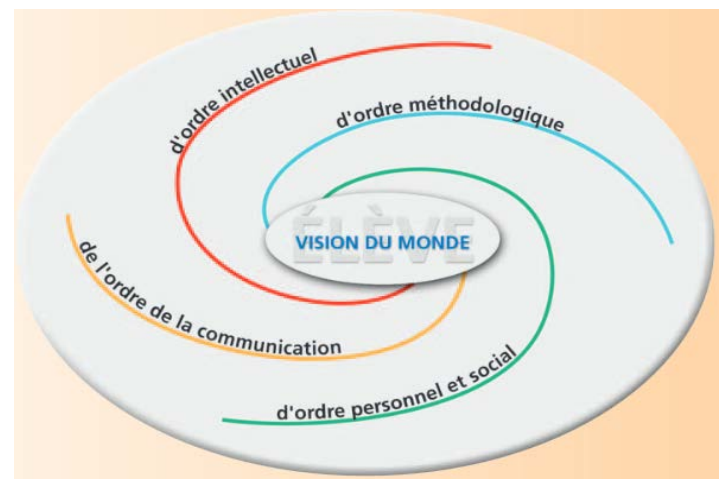 d'ordre intellectuel
d'ordre méthodologique
ÉLÈVE
VISION DU MONDE
de l'ordre de la communication
d'ordre personnel et social